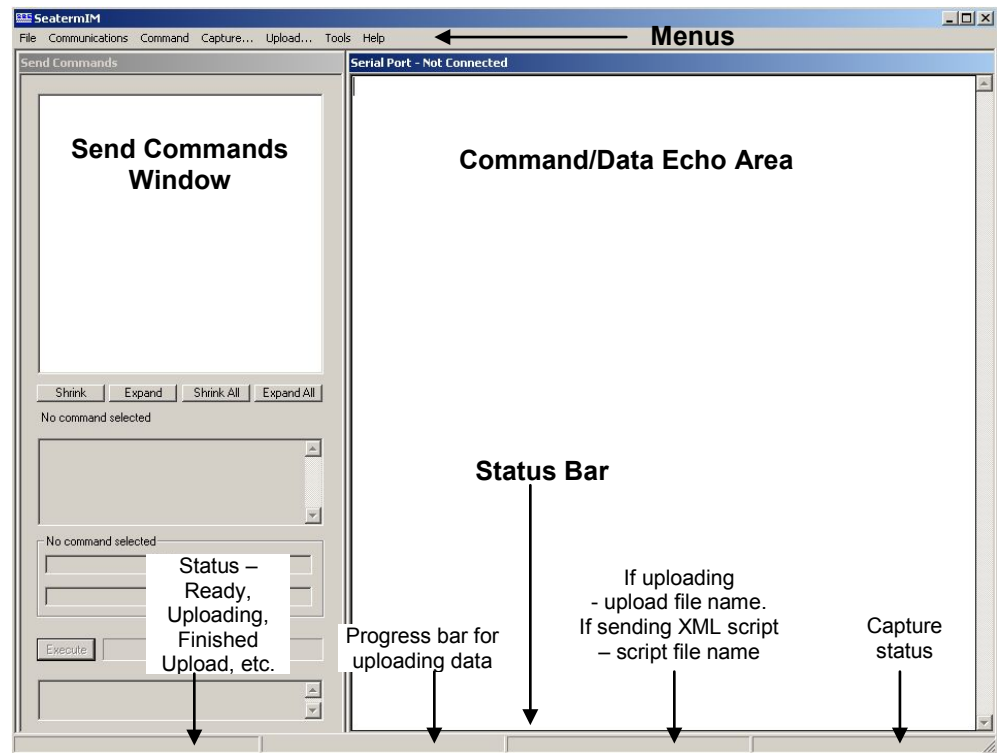 SeatermIM
File Communications Command Capture... Upload... Tools Help
Menus
Send Commands
Serial Port - Not Connected
Send Commands
Window
Command/Data Echo Area
Shrink Expand Shrink All Expand All
No command selected
Status Bar
No command selected
Status –
Ready,
Uploading,
Finished
Upload, etc.
Execute
Progress bar for
uploading data
If uploading
- upload file name.
If sending XML script
– script file name
Capture
status